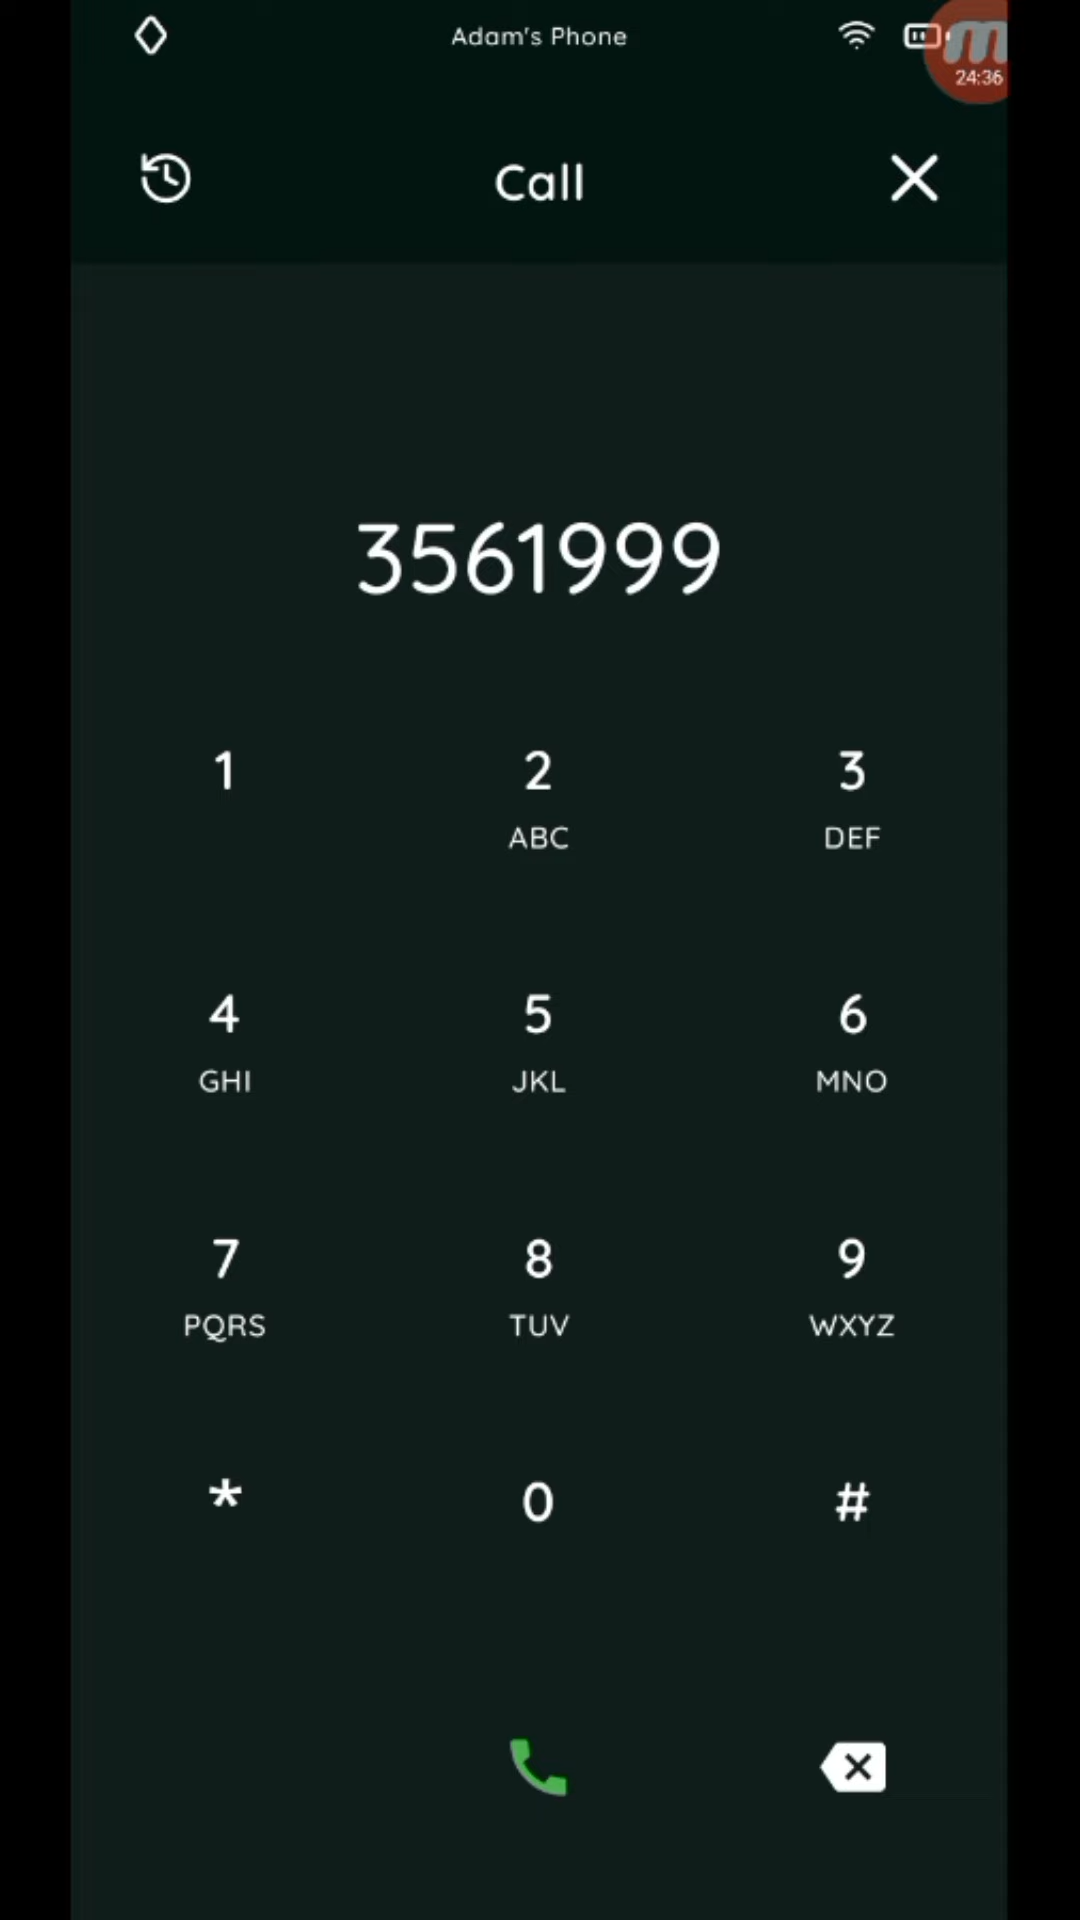 Adam's Phone
m
24:36
Call
3561999
1 2 3
ABC DEF
4 5 6
GHI JKL MNO
7 8 9
PQRS TUV WXYZ
* 0 #